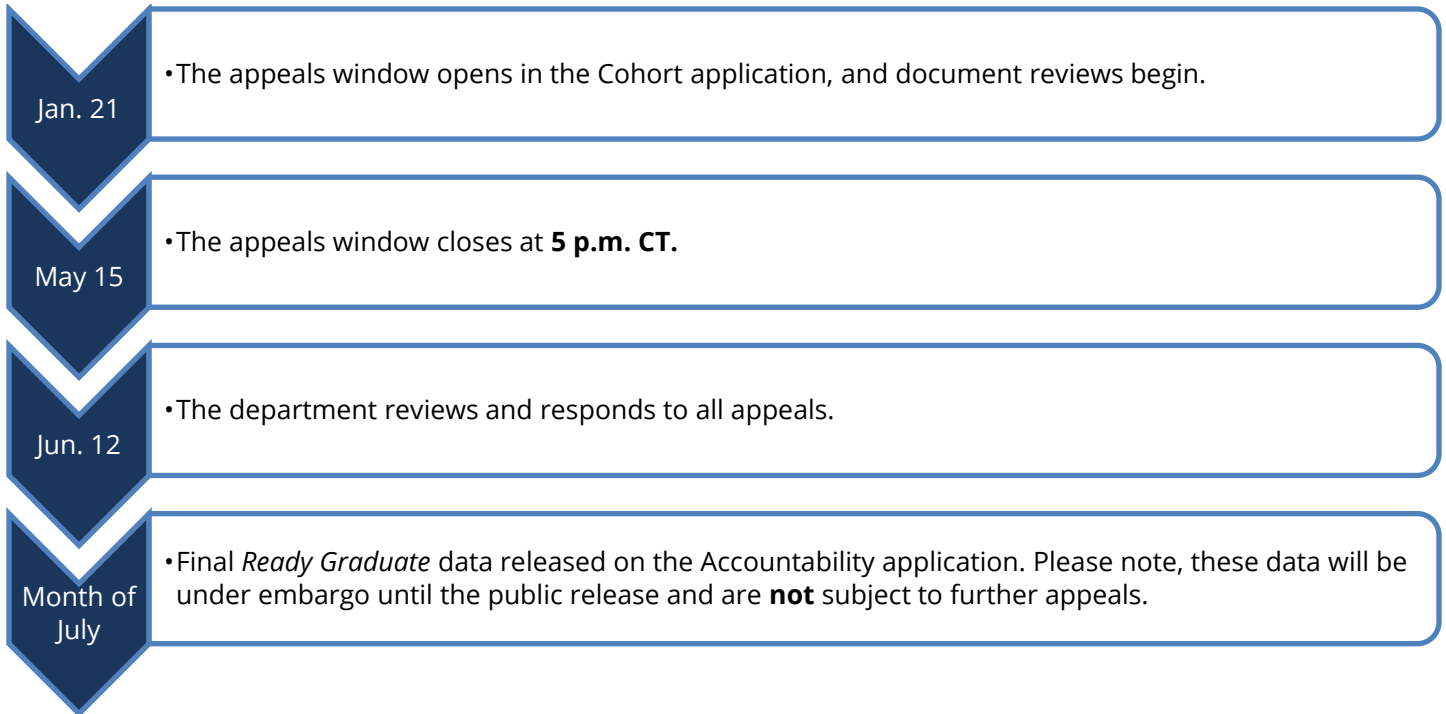 Jan. 21
•The appeals window opens in the Cohort application, and document reviews begin.
May 15
•The appeals window closes at 5 p.m. CT.
Jun. 12
•The department reviews and responds to all appeals.
Month of
July
•Final Ready Graduate data released on the Accountability application. Please note, these data will be
under embargo until the public release and are not subject to further appeals.